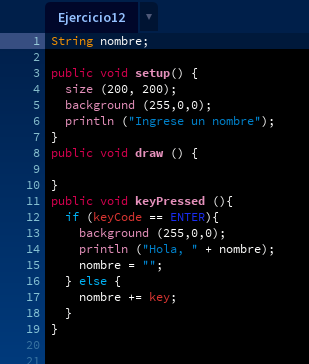 Ejercicio12 ▼
1 String nombre;
2
3 public void setup() {
4 size (200, 200);
5 background (255,0,0);
6 println ("Ingrese un nombre");
7 }
8 public void draw () {
9
10 }
11 public void keyPressed (){
12 if (keyCode == ENTER){
13 background (255,0,0);
14 println ("Hola, " + nombre);
15 nombre = "";
16 } else {
17 nombre += key;
18 }
19 }
20
21